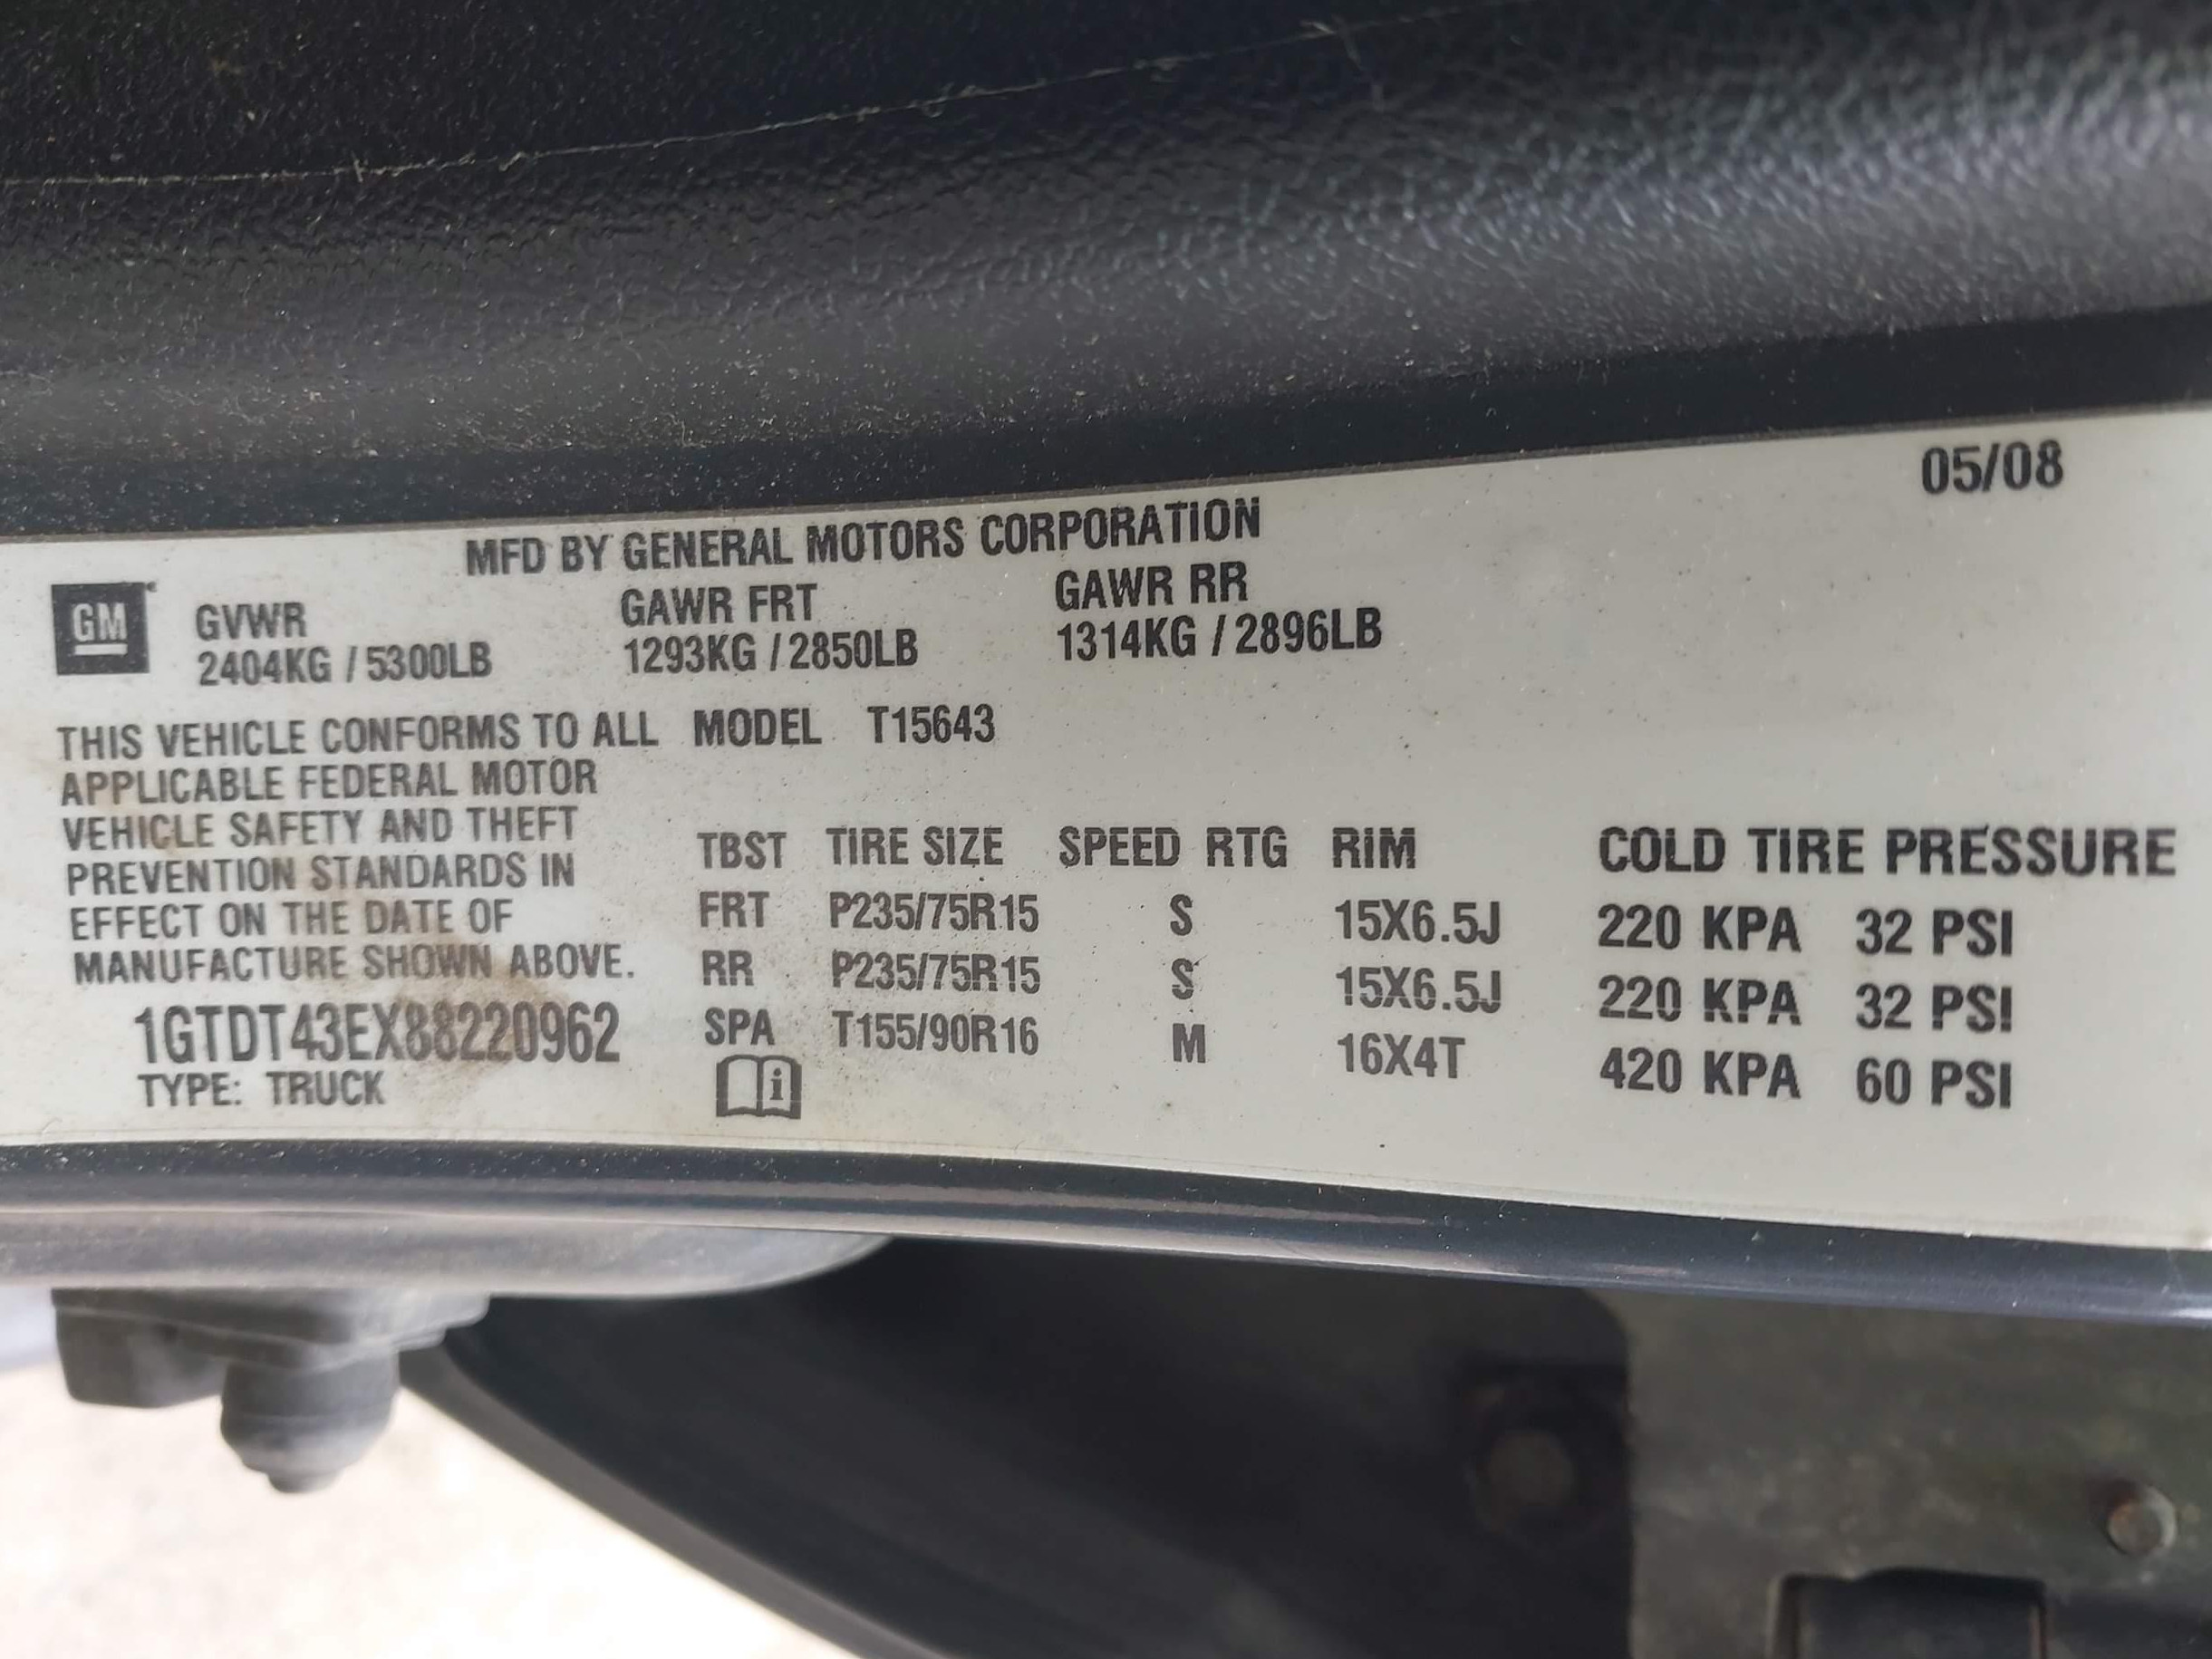 05/08
MFD BY GENERAL MOTORS CORPORATION
GM
GVWR GAWR FRT GAWR RR
2404KG / 5300LB 1293KG / 2850LB 1314KG / 2896LB
THIS VEHICLE CONFORMS TO ALL
APPLICABLE FEDERAL MOTOR
VEHICLE SAFETY AND THEFT
PREVENTION STANDARDS IN
EFFECT ON THE DATE OF
MANUFACTURE SHOWN ABOVE.
1GTDT43EX88220962
TYPE: TRUCK
MODEL T15643
TBST TIRE SIZE SPEED RTG RIM COLD TIRE PRESSURE
FRT P235/75R15 S 15X6.5J 220 KPA 32 PSI
RR P235/75R15 S 15X6.5J 220 KPA 32 PSI
SPA T155/90R16 M 16X4T 420 KPA 60 PSI
i